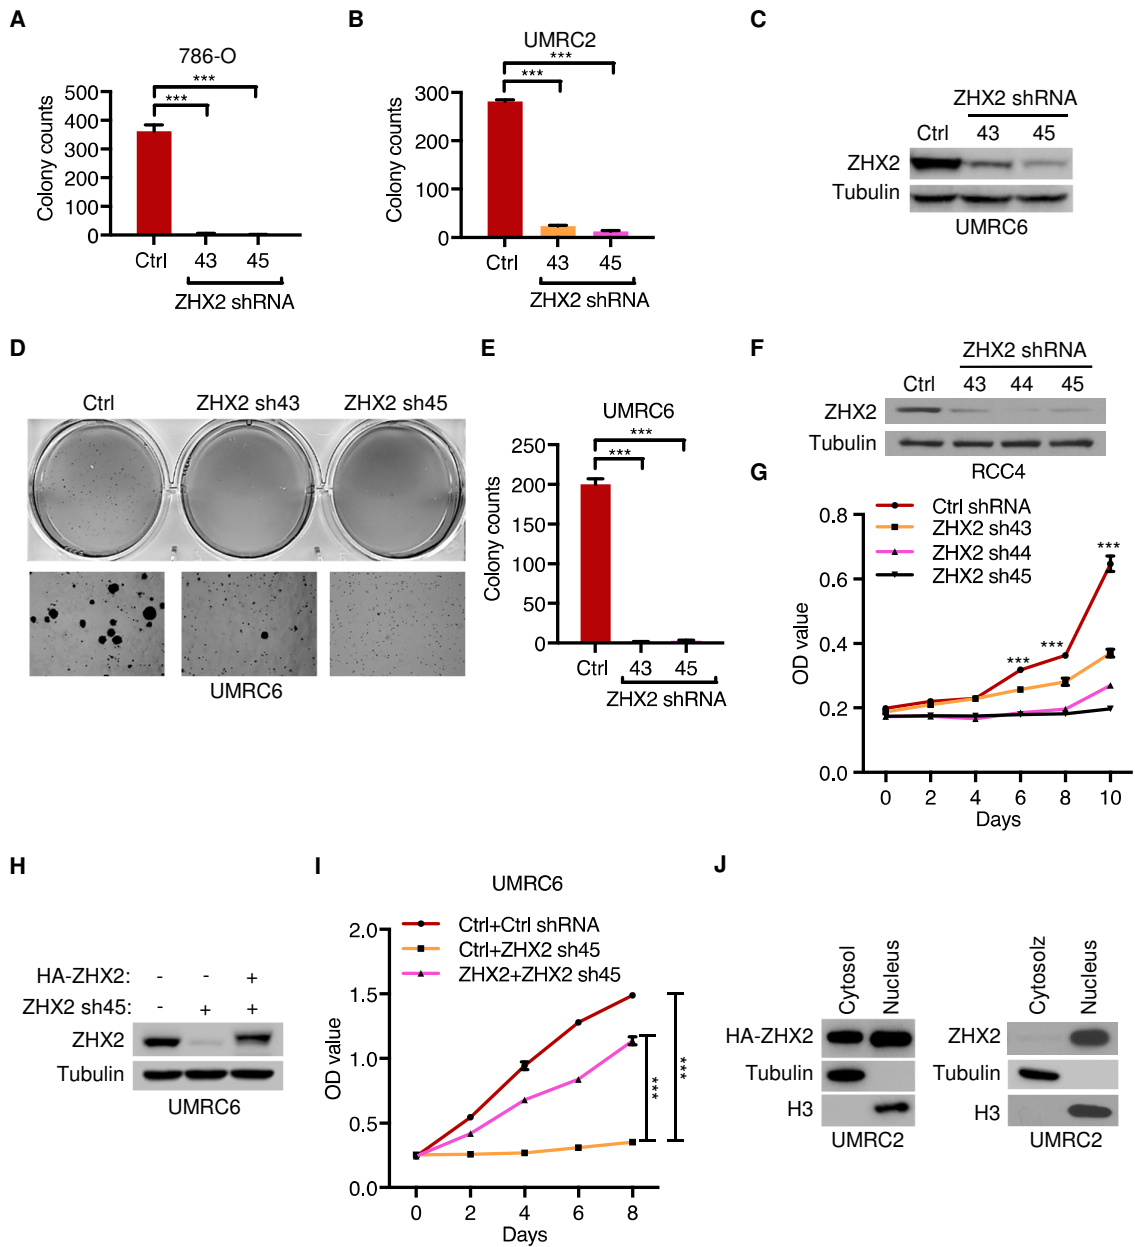 A
786-O
***
***
Colony counts
500
400
300
200
100
0
Ctrl 43 45
ZHX2 shRNA
B
UMRC2
***
***
Colony counts
300
200
100
0
Ctrl 43 45
ZHX2 shRNA
C
ZHX2 shRNA
Ctrl 43 45
ZHX2
Tubulin
UMRC6
D
Ctrl ZHX2 sh43 ZHX2 sh45
UMRC6
E
UMRC6
***
***
Colony counts
250
200
150
100
50
0
Ctrl 43 45
ZHX2 shRNA
F
ZHX2 shRNA
Ctrl 43 44 45
ZHX2
Tubulin
RCC4
G
Ctrl shRNA
ZHX2 sh43
ZHX2 sh44
ZHX2 sh45
***
***
***
OD value
0.8
0.6
0.4
0.2
0.0
0 2 4 6 8 10
Days
H
HA-ZHX2: - - +
ZHX2 sh45: - + +
ZHX2
Tubulin
UMRC6
I
UMRC6
Ctrl+Ctrl shRNA
Ctrl+ZHX2 sh45
ZHX2+ZHX2 sh45
OD value
2.0
1.5
1.0
0.5
0.0
***
***
0 2 4 6 8
Days
J
Cytosol Nucleus
HA-ZHX2
Tubulin
H3
UMRC2
Cytosolz Nucleus
ZHX2
Tubulin
H3
UMRC2